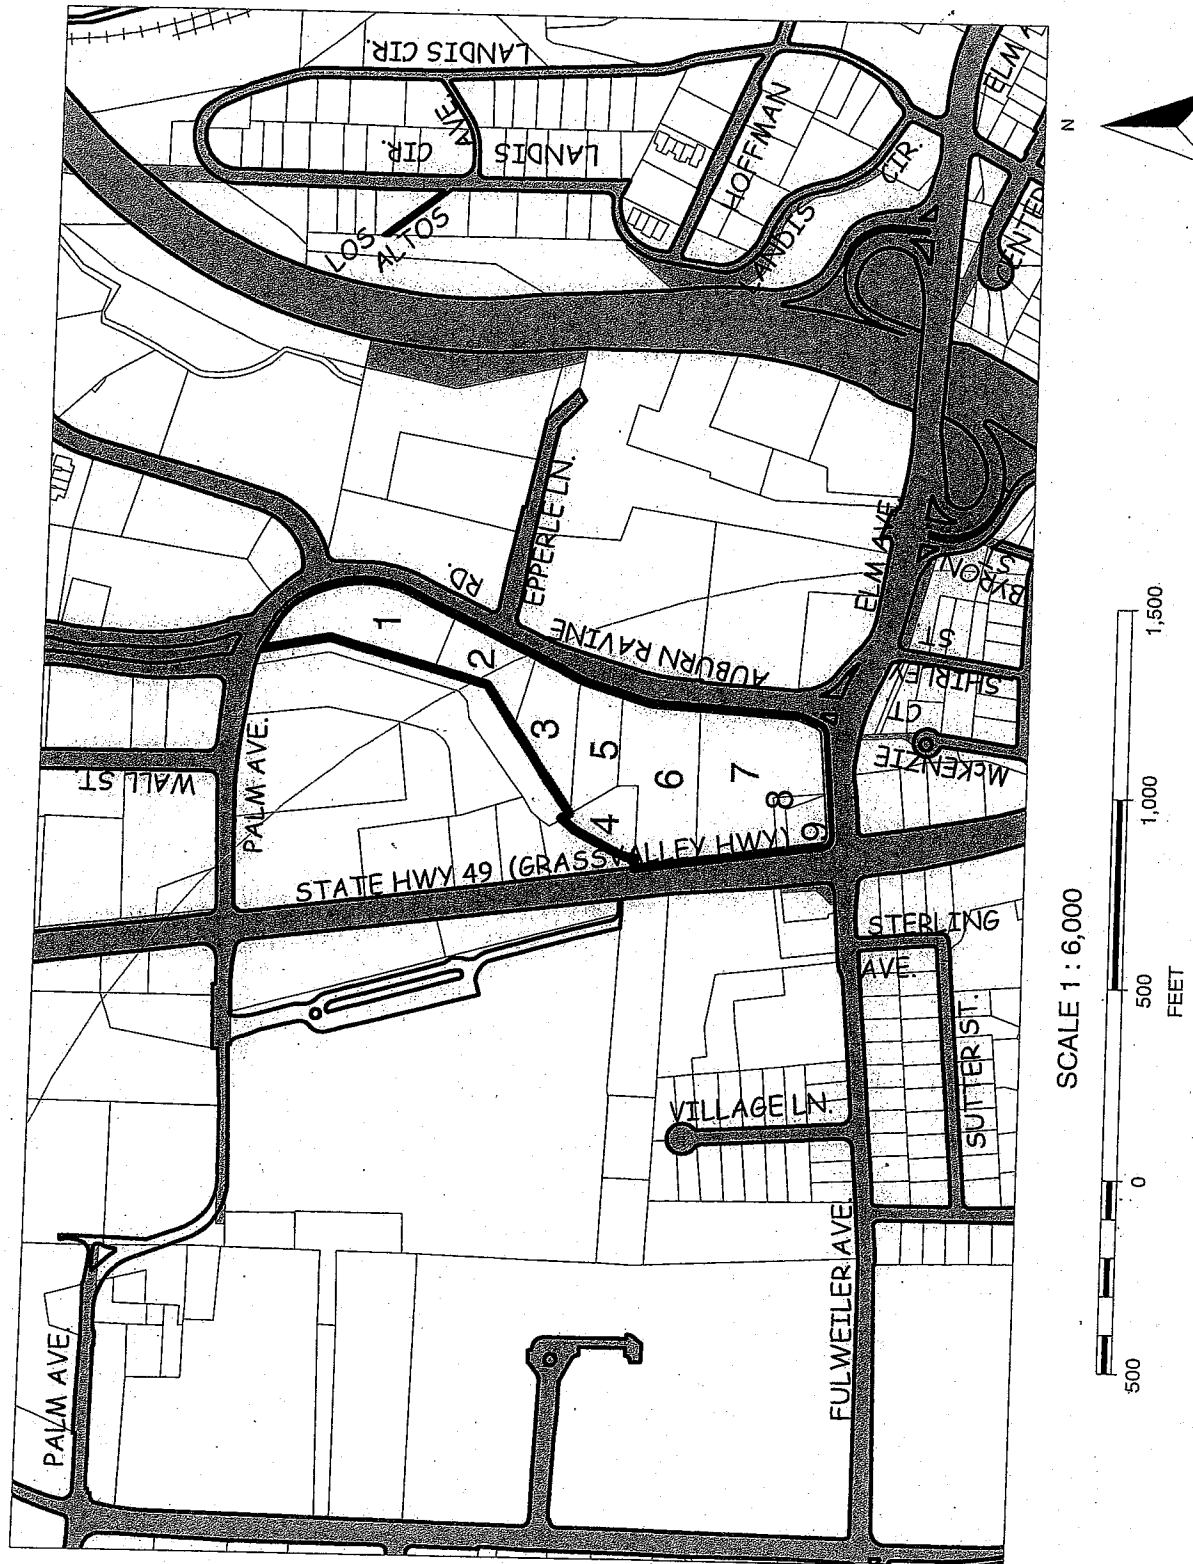 LANDIS CIR.
AVE.
CIR.
LANDIS
LOS
ALTOS
HOFFMAN
LANDIS
CIR.
ELM A
CENTER
N
RD.
EPPERLE LN.
AUBURN RAVINE
ELM AVE.
BYRON
ST.
SHIRLEY
ST
McKENZIE
CT.
WALL ST.
PALM AVE.
1
2
3
4
5
6
7
8
9
STATE HWY 49 (GRASSVALLEY HWY)
STERLING
AVE.
SUTTER ST.
VILLAGE LN.
FULWEILER AVE.
PALM AVE.
SCALE 1 : 6,000
500
0
500
1,000
1,500
FEET